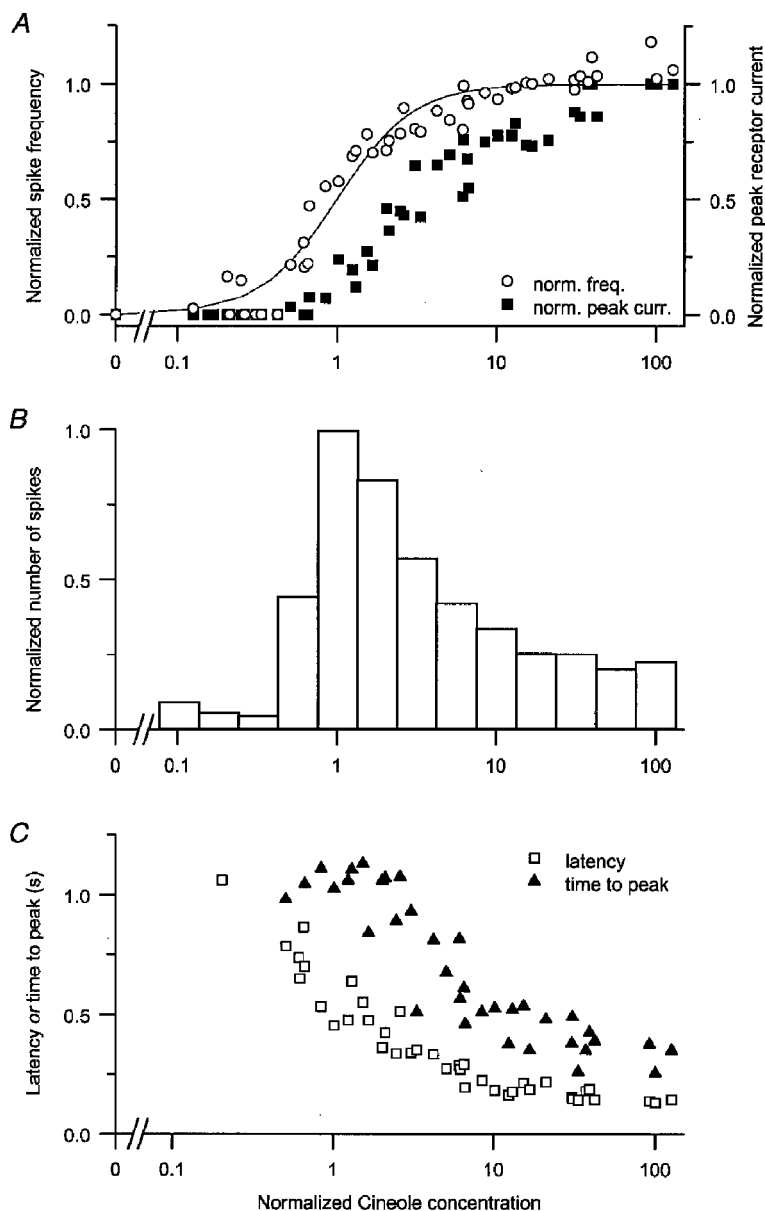 A
Normalized spike frequency
1.0
0.5
0.0
Normalized peak receptor current
1.0
0.5
0.0
norm. freq.
norm. peak curr.
0
0.1
1
10
100
B
Normalized number of spikes
1.0
0.5
0.0
0
0.1
1
10
100
C
Latency or time to peak (s)
1.0
0.5
0.0
latency
time to peak
0
0.1
1
10
100
Normalized Cineole concentration